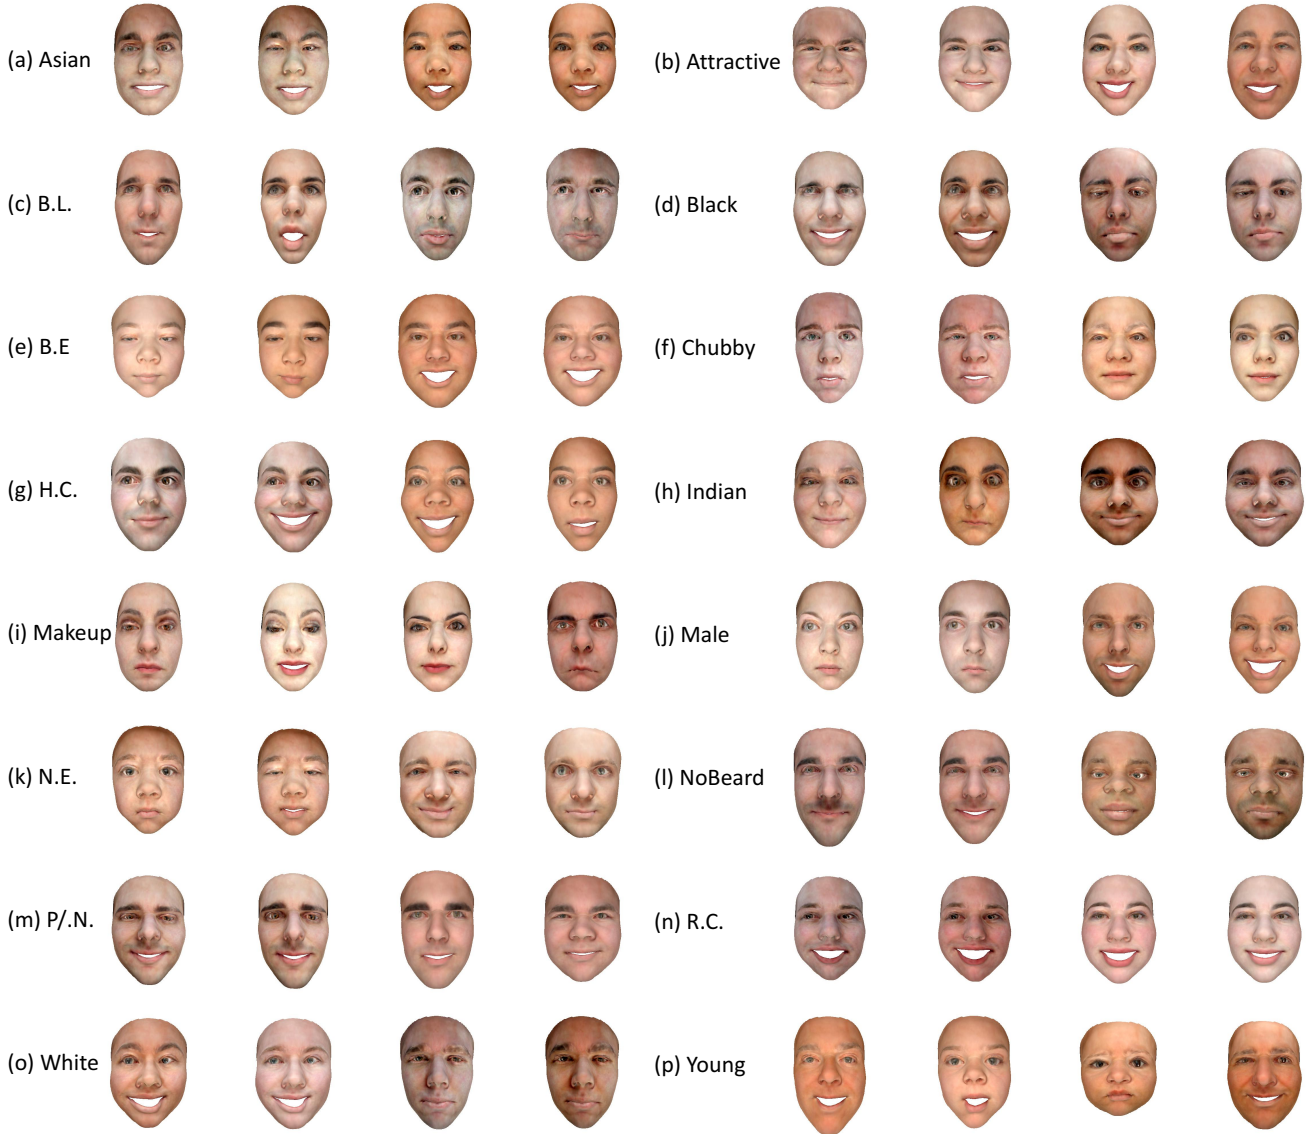 (a) Asian
(b) Attractive
(c) B.L.
(d) Black
(e) B.E
(f) Chubby
(g) H.C.
(h) Indian
(i) Makeup
(j) Male
(k) N.E.
(l) NoBeard
(m) P/.N.
(n) R.C.
(o) White
(p) Young